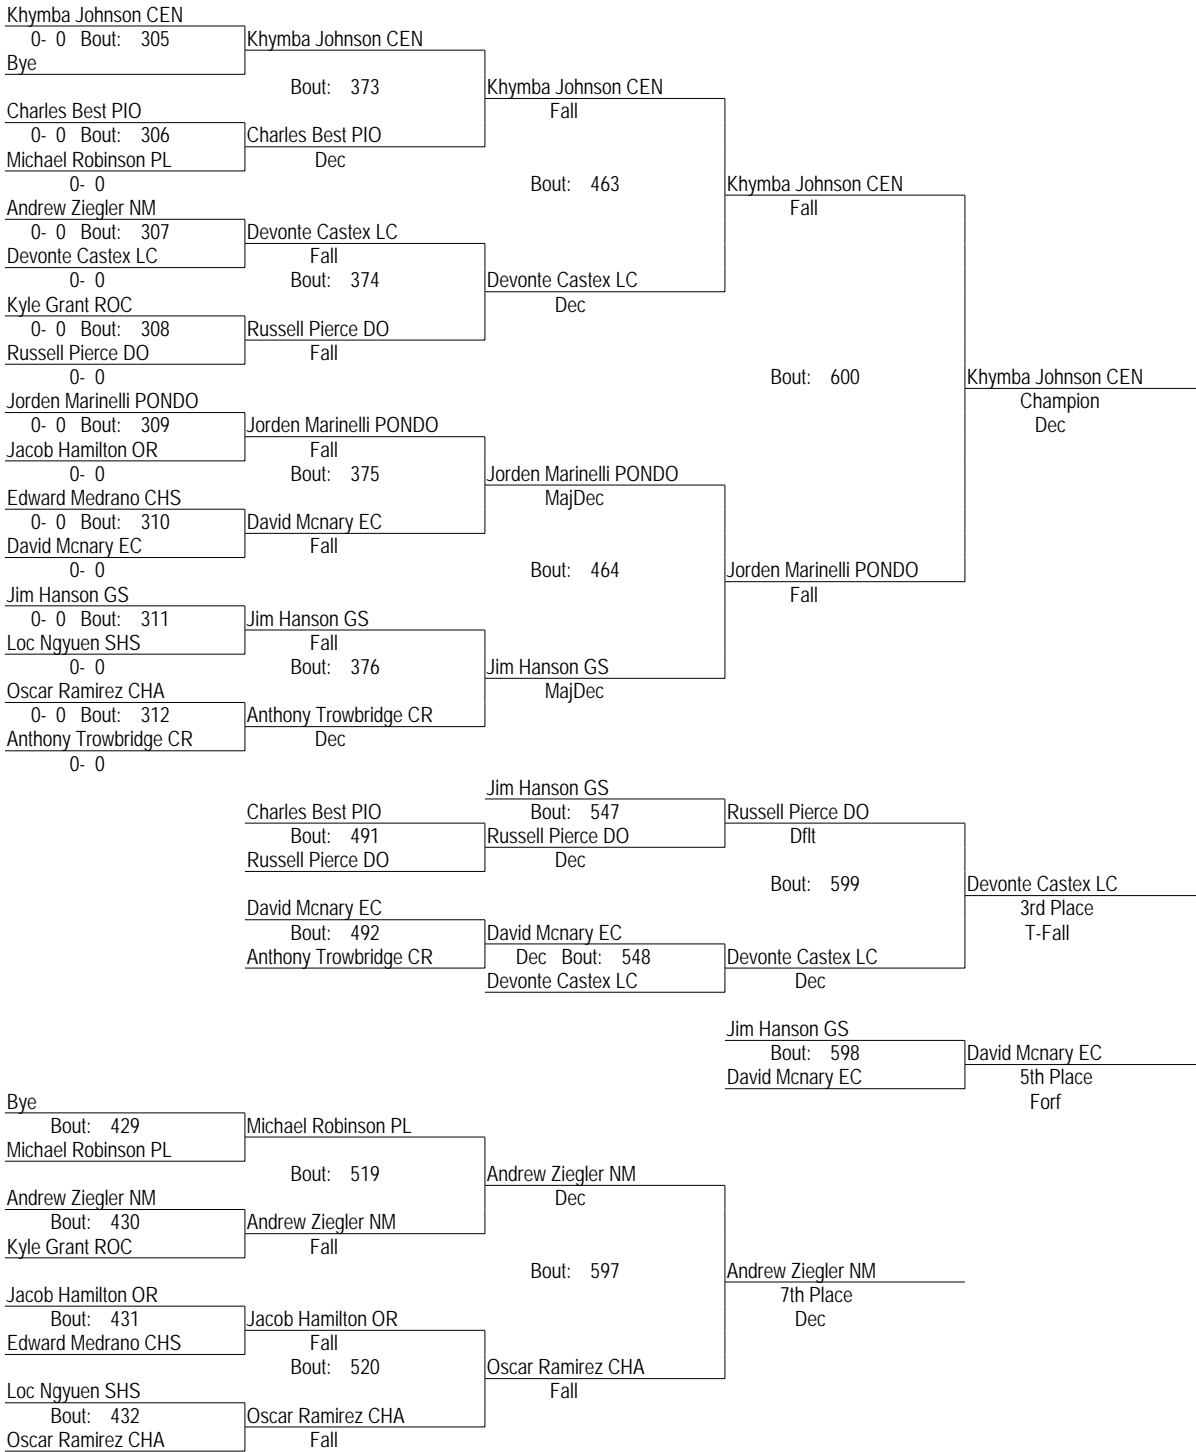 Khymba Johnson CEN
0- 0 Bout: 305 Khymba Johnson CEN
Bye
Bout: 373 Khymba Johnson CEN
Charles Best PIO Fall
0- 0 Bout: 306 Charles Best PIO
Michael Robinson PL Dec
0- 0 Bout: 463 Khymba Johnson CEN
Andrew Ziegler NM Fall
0- 0 Bout: 307 Devonte Castex LC
Devonte Castex LC Fall
0- 0 Bout: 374 Devonte Castex LC
Kyle Grant ROC Dec
0- 0 Bout: 308 Russell Pierce DO
Russell Pierce DO Fall
0- 0 Bout: 600 Khymba Johnson CEN
Jorden Marinelli PONDO Champion
0- 0 Bout: 309 Jorden Marinelli PONDO Dec
Jacob Hamilton OR Fall
0- 0 Bout: 375 Jorden Marinelli PONDO
Edward Medrano CHS MajDec
0- 0 Bout: 310 David Mcnary EC
David Mcnary EC Fall
0- 0 Bout: 464 Jorden Marinelli PONDO
Jim Hanson GS Fall
0- 0 Bout: 311 Jim Hanson GS
Loc Ngyuen SHS Fall
0- 0 Bout: 376 Jim Hanson GS
Oscar Ramirez CHA MajDec
0- 0 Bout: 312 Anthony Trowbridge CR
Anthony Trowbridge CR Dec
0- 0
Jim Hanson GS
Charles Best PIO Bout: 547 Russell Pierce DO
Bout: 491 Russell Pierce DO Dflt
Russell Pierce DO Dec
Bout: 599 Devonte Castex LC
David Mcnary EC 3rd Place
Bout: 492 David Mcnary EC T-Fall
Anthony Trowbridge CR Dec Bout: 548 Devonte Castex LC
Devonte Castex LC Dec
Jim Hanson GS
Bout: 598 David Mcnary EC
David Mcnary EC 5th Place
Bye Forf
Bout: 429 Michael Robinson PL
Michael Robinson PL
Bout: 519 Andrew Ziegler NM
Andrew Ziegler NM Dec
Bout: 430 Andrew Ziegler NM
Kyle Grant ROC Fall
Bout: 597 Andrew Ziegler NM
Jacob Hamilton OR 7th Place
Bout: 431 Jacob Hamilton OR Dec
Edward Medrano CHS Fall
Bout: 520 Oscar Ramirez CHA
Loc Ngyuen SHS Fall
Bout: 432 Oscar Ramirez CHA
Oscar Ramirez CHA Fall